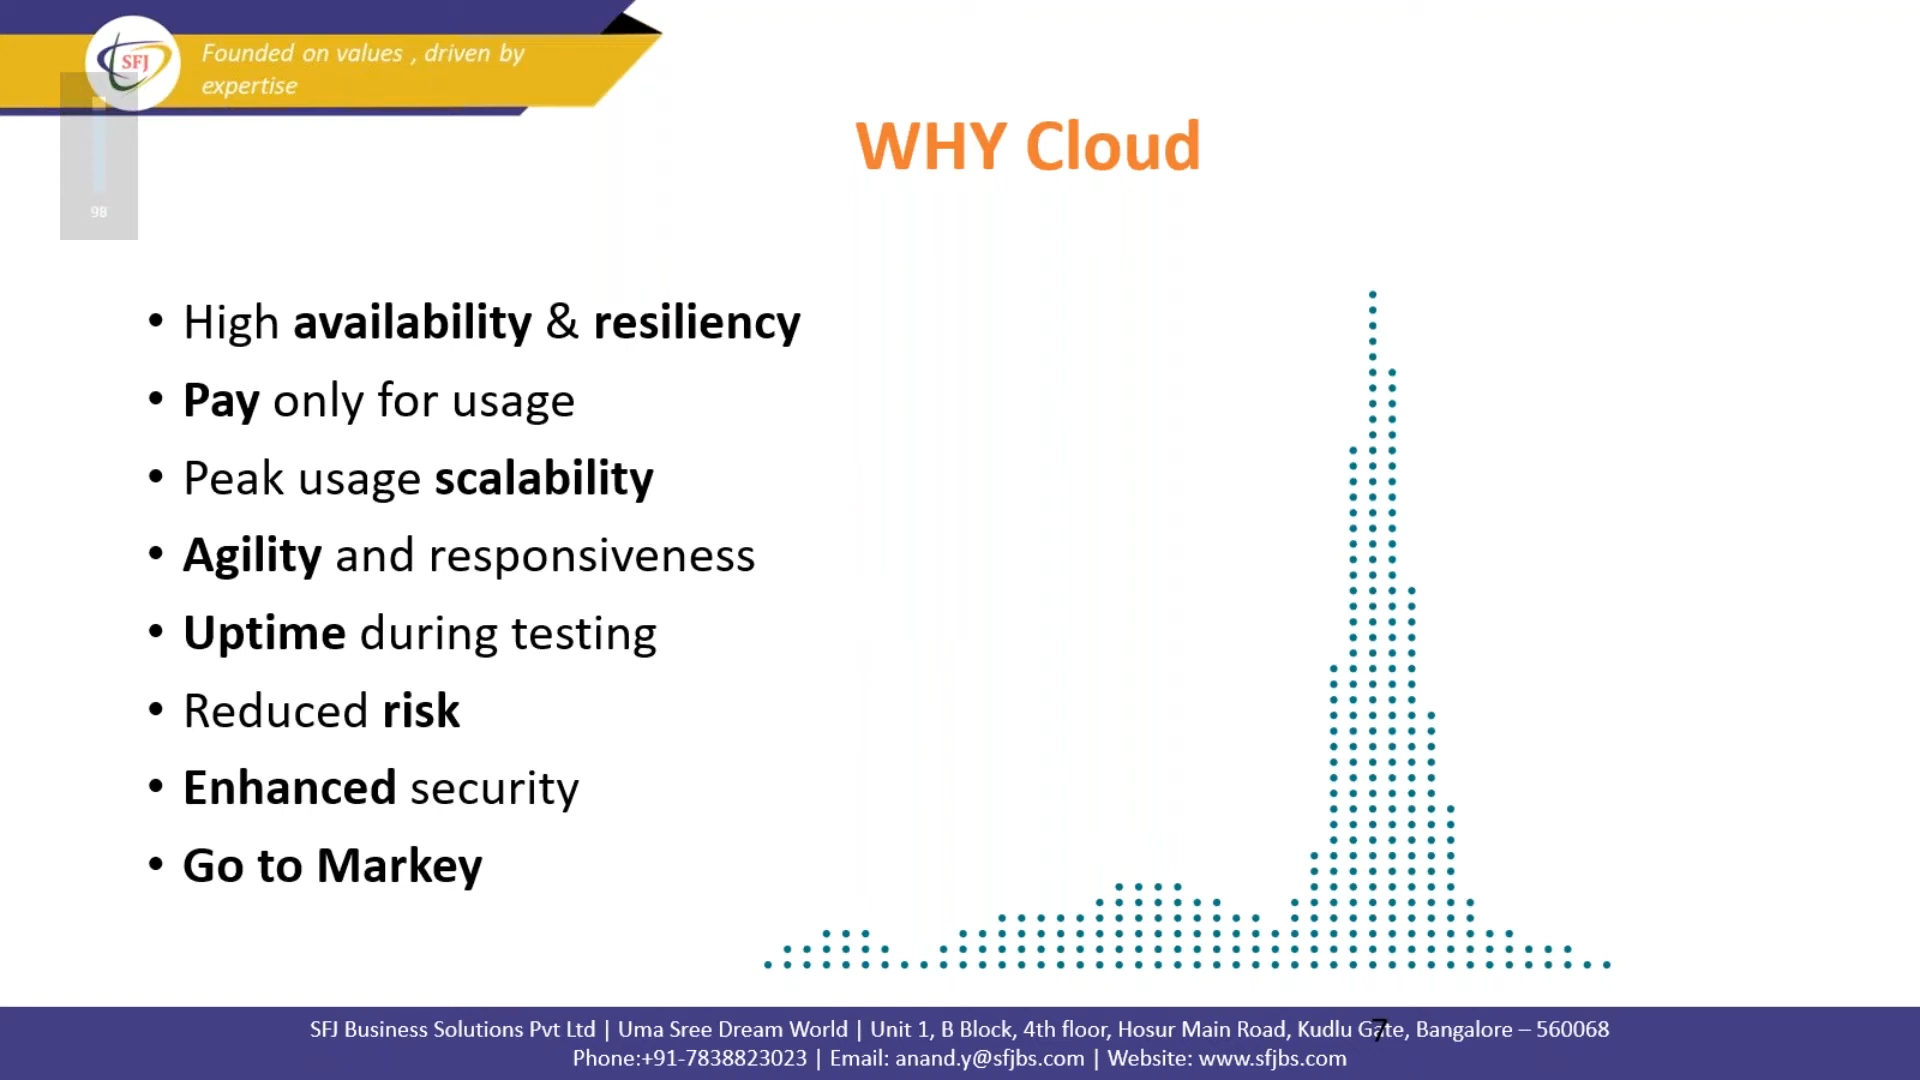 SFJ
Founded on values , driven by
expertise
98
WHY Cloud
• High availability & resiliency
• Pay only for usage
• Peak usage scalability
• Agility and responsiveness
• Uptime during testing
• Reduced risk
• Enhanced security
• Go to Markey
SFJ Business Solutions Pvt Ltd | Uma Sree Dream World | Unit 1, B Block, 4th floor, Hosur Main Road, Kudlu Gate, Bangalore – 560068
7
Phone:+91-7838823023 | Email: anand.y@sfjbs.com | Website: www.sfjbs.com